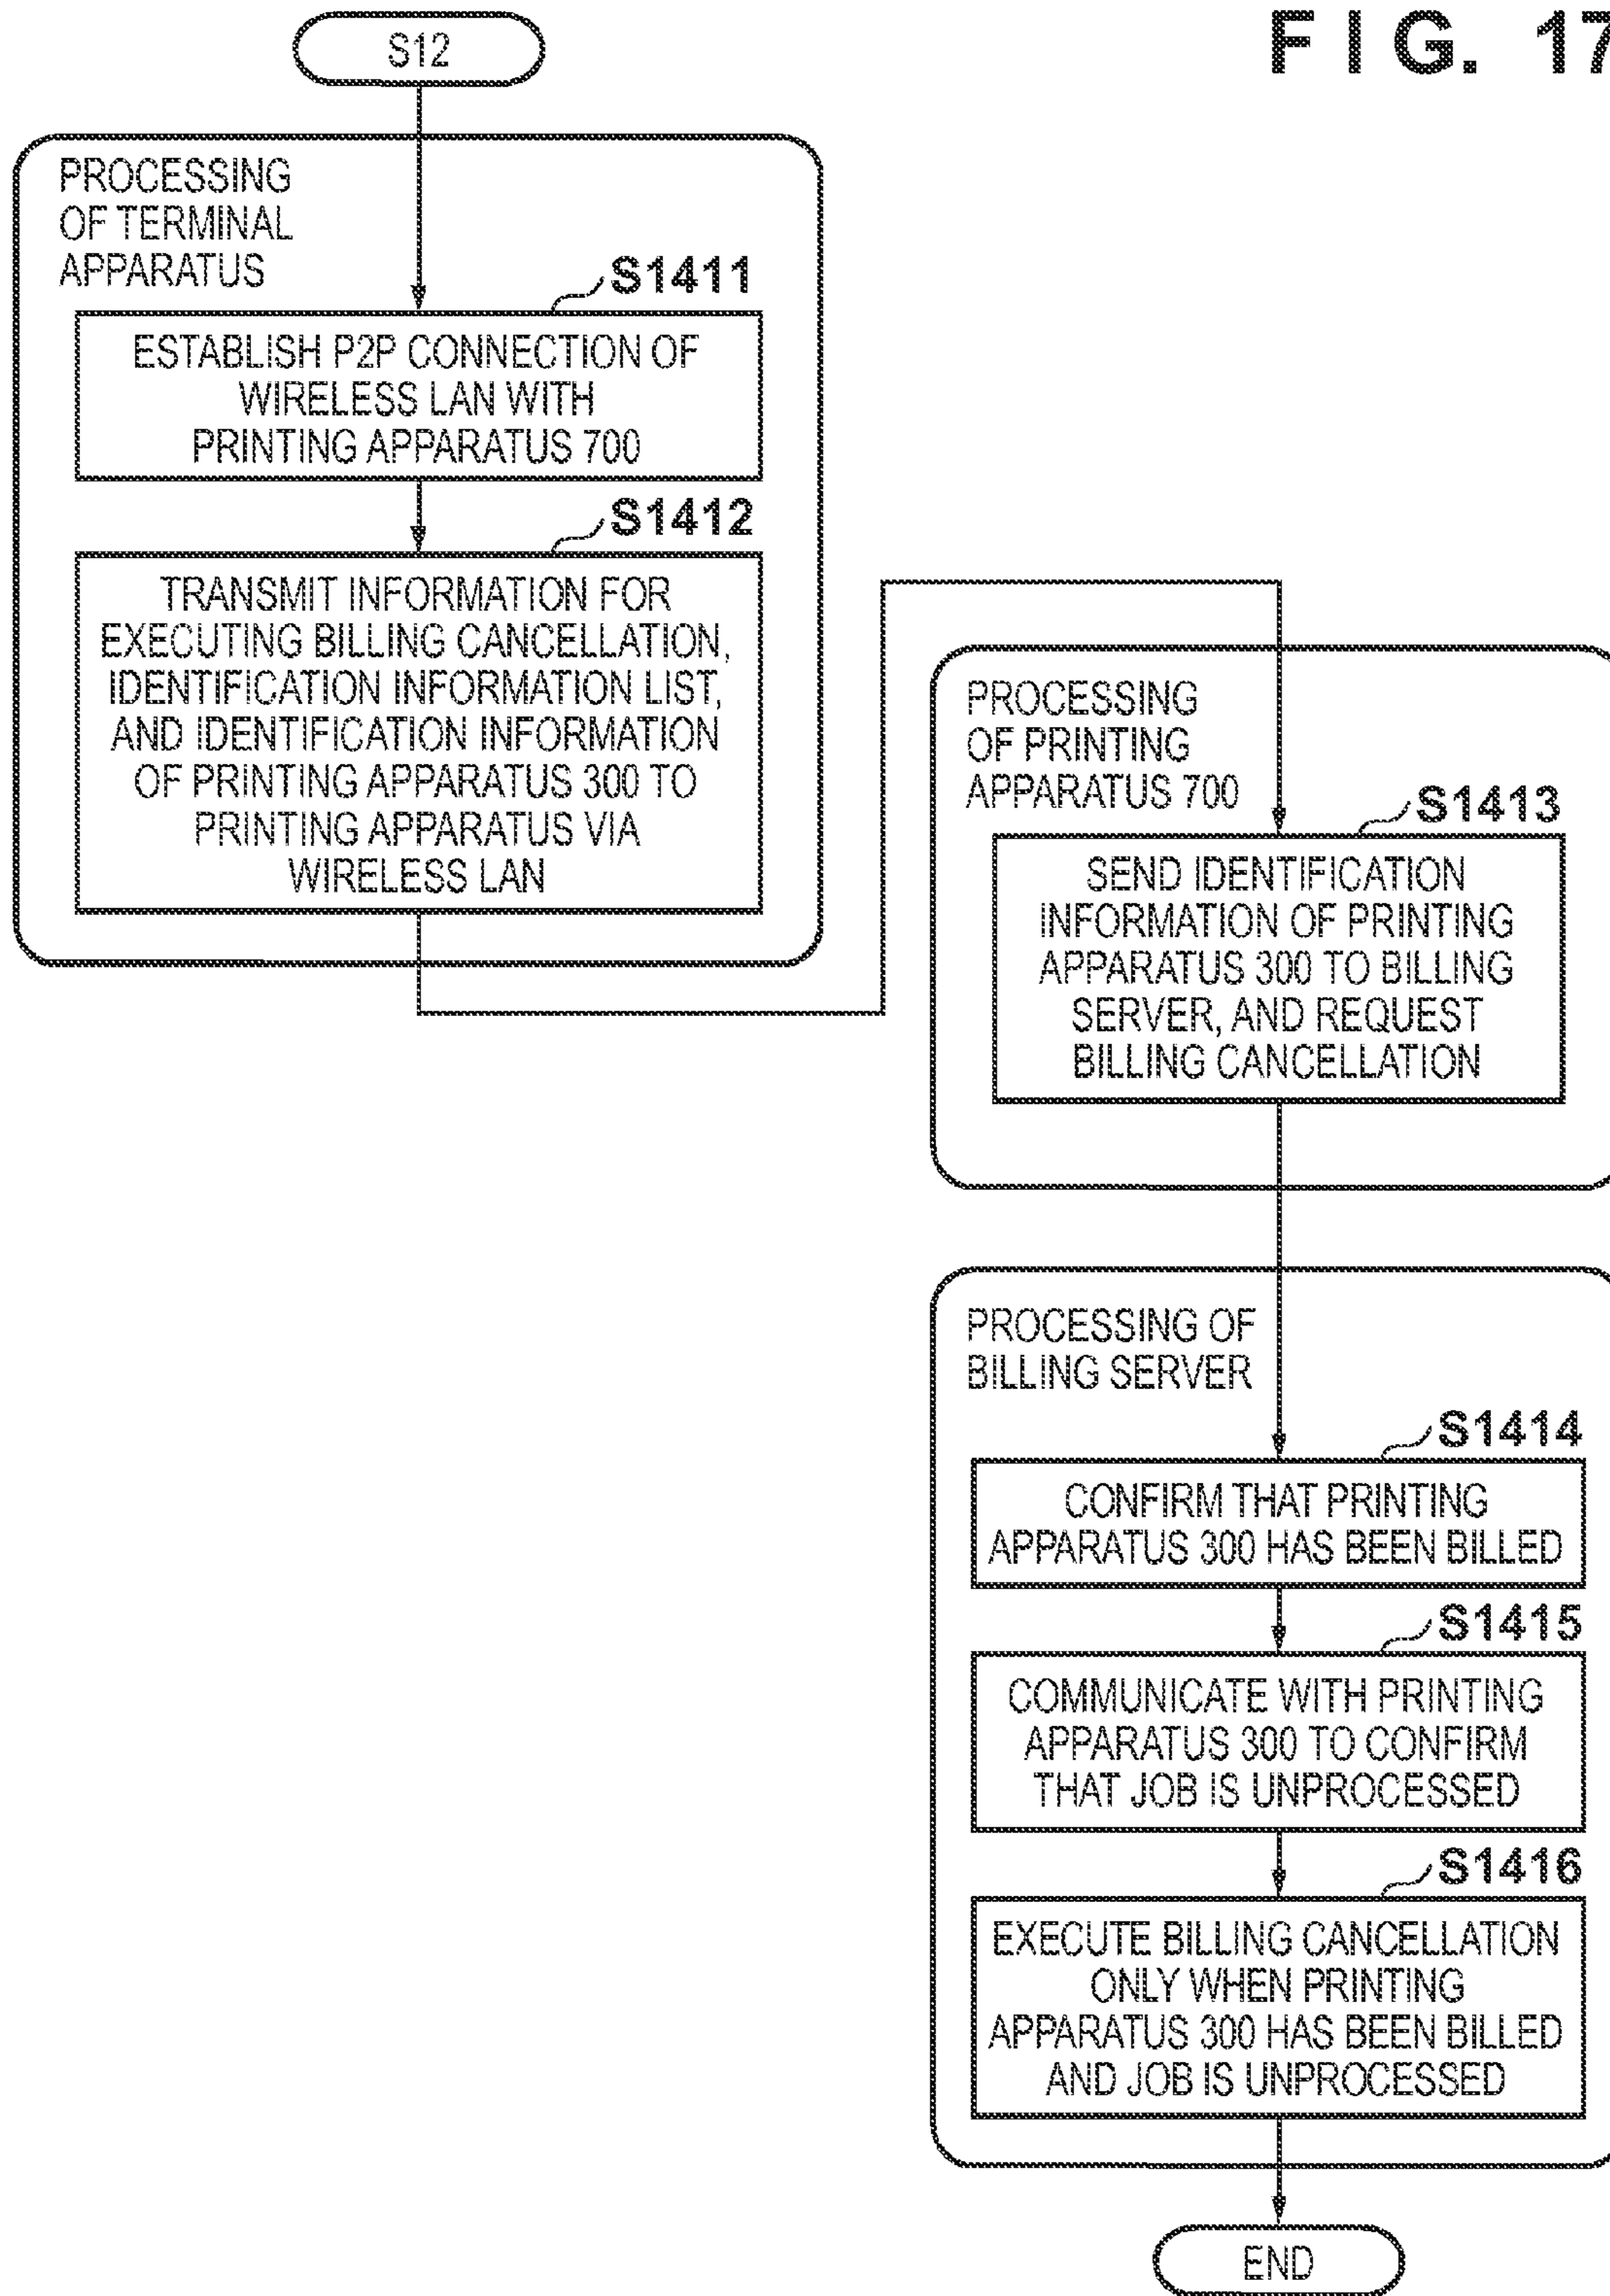 FIG. 17
S12
PROCESSING
OF TERMINAL
APPARATUS
S1411
ESTABLISH P2P CONNECTION OF
WIRELESS LAN WITH
PRINTING APPARATUS 700
S1412
TRANSMIT INFORMATION FOR
EXECUTING BILLING CANCELLATION,
IDENTIFICATION INFORMATION LIST,
AND IDENTIFICATION INFORMATION
OF PRINTING APPARATUS 300 TO
PRINTING APPARATUS VIA
WIRELESS LAN
PROCESSING
OF PRINTING
APPARATUS 700
S1413
SEND IDENTIFICATION
INFORMATION OF PRINTING
APPARATUS 300 TO BILLING
SERVER, AND REQUEST
BILLING CANCELLATION
PROCESSING OF
BILLING SERVER
S1414
CONFIRM THAT PRINTING
APPARATUS 300 HAS BEEN BILLED
S1415
COMMUNICATE WITH PRINTING
APPARATUS 300 TO CONFIRM
THAT JOB IS UNPROCESSED
S1416
EXECUTE BILLING CANCELLATION
ONLY WHEN PRINTING
APPARATUS 300 HAS BEEN BILLED
AND JOB IS UNPROCESSED
END